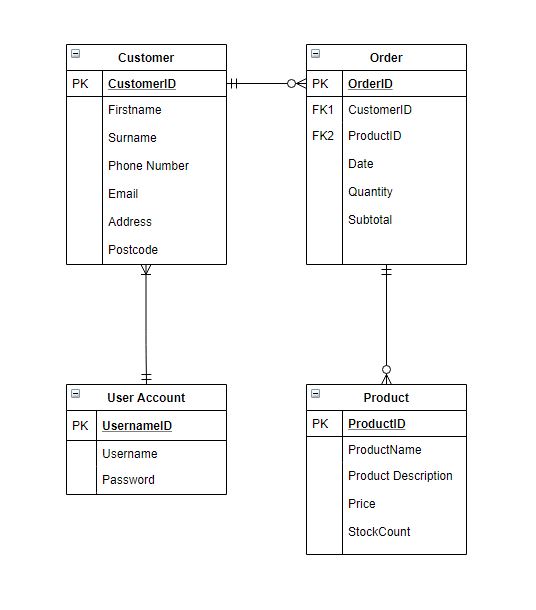 Customer
PK CustomerID
Firstname
Surname
Phone Number
Email
Address
Postcode
Order
PK OrderID
FK1 CustomerID
FK2 ProductID
Date
Quantity
Subtotal
User Account
PK UsernameID
Username
Password
Product
PK ProductID
ProductName
Product Description
Price
StockCount